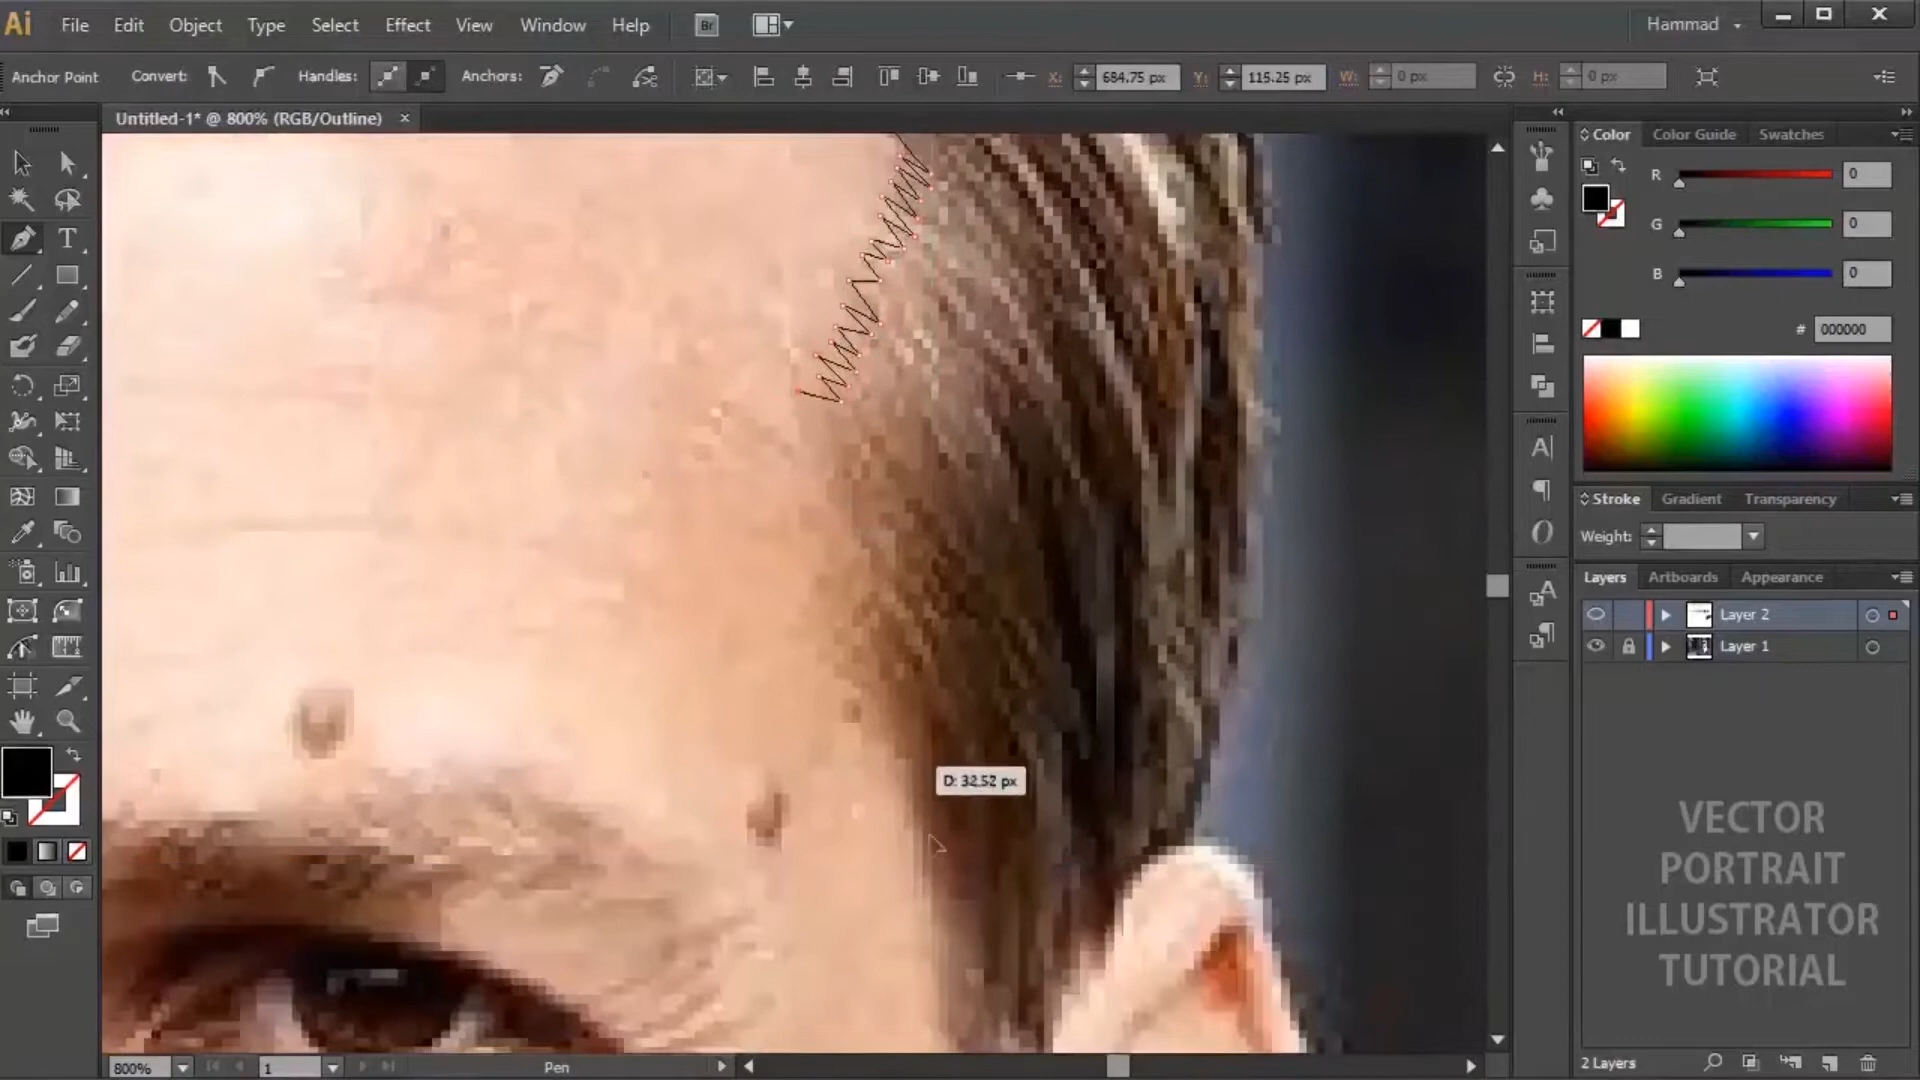 Ai File Edit Object Type Select Effect View Window Help Br Hammad
Anchor Point Convert: Handles: Anchors: X: 684.75 px Y: 115.25 px W: 0 px H: 0 px
Untitled-1* @ 800% (RGB/Outline)
Color Color Guide Swatches
R 0
G 0
B 0
# 000000
Stroke Gradient Transparency
Weight:
Layers Artboards Appearance
Layer 2
Layer 1
D: 32.52 px
VECTOR
PORTRAIT
ILLUSTRATOR
TUTORIAL
2 Layers
800% 1 Pen